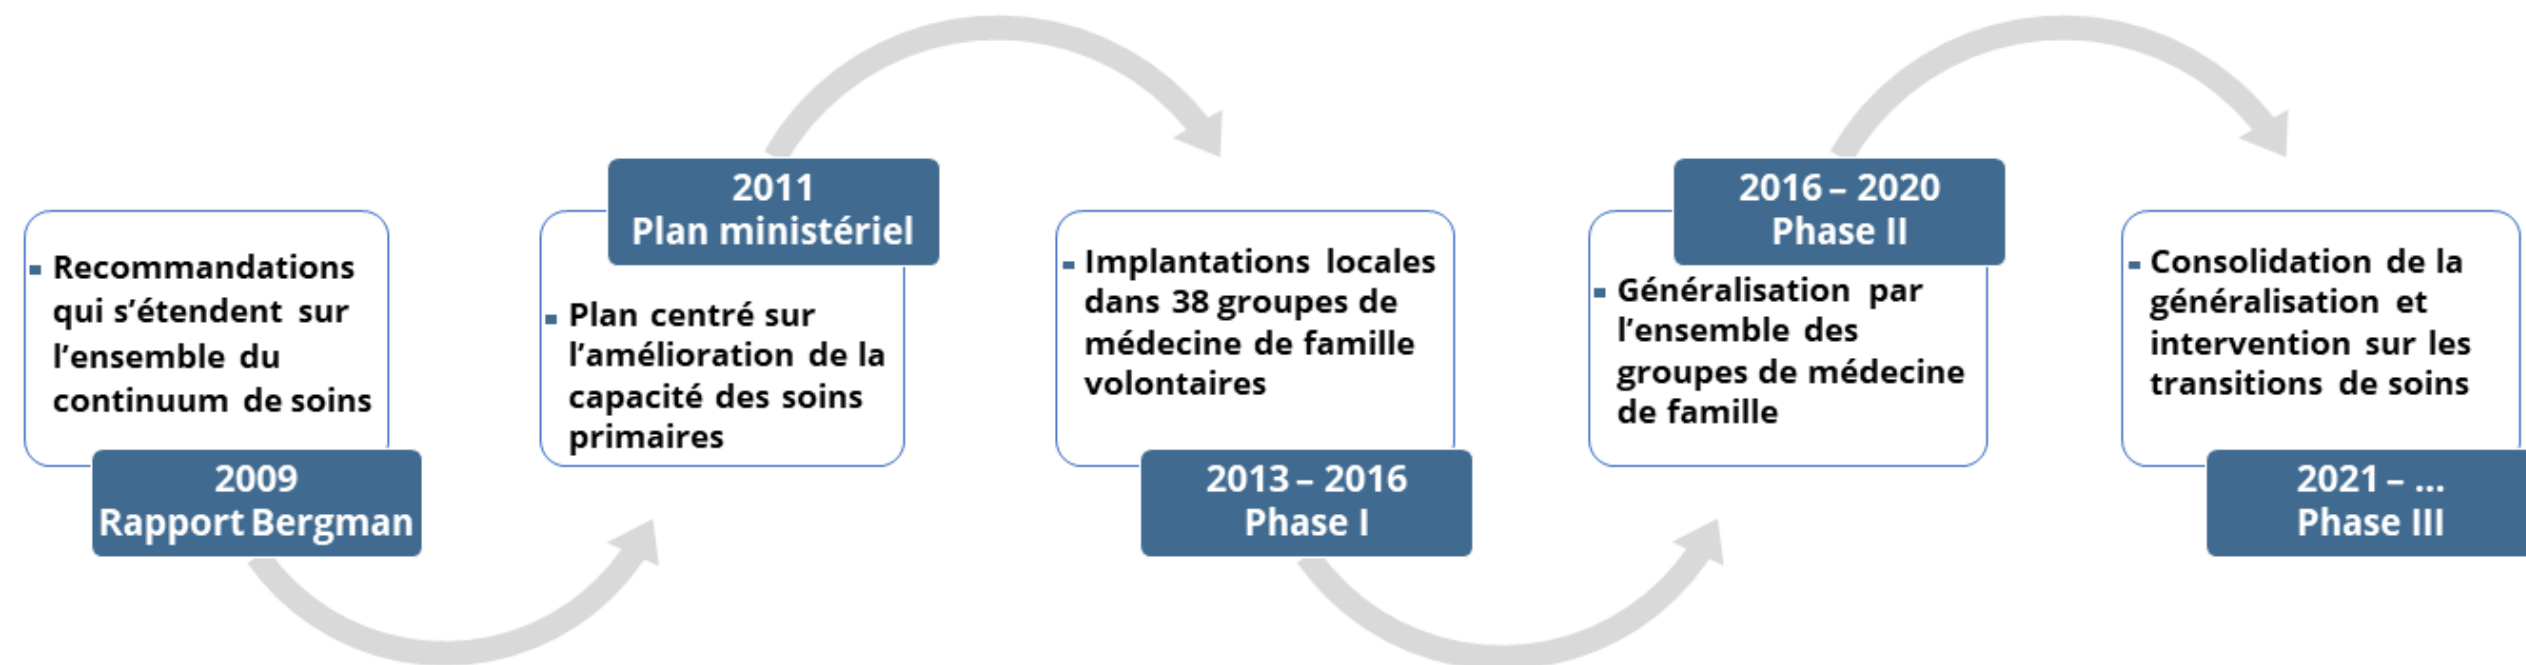 Recommandations
qui s’étendent sur
l’ensemble du
continuum de soins
2009
Rapport Bergman
2011
Plan ministériel
Plan centré sur
l’amélioration de la
capacité des soins
primaires
Implantations locales
dans 38 groupes de
médecine de famille
volontaires
2013 – 2016
Phase I
2016 – 2020
Phase II
Généralisation par
l’ensemble des
groupes de médecine
de famille
Consolidation de la
généralisation et
intervention sur les
transitions de soins
2021 – ...
Phase III